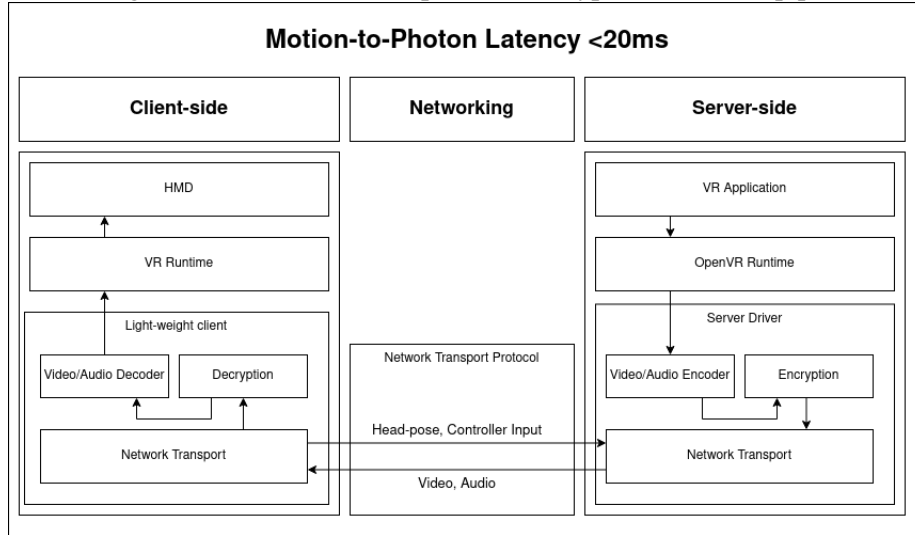 Motion-to-Photon Latency <20ms
Client-side
Networking
Server-side
HMD
VR Runtime
Light-weight client
Video/Audio Decoder
Decryption
Network Transport
Network Transport Protocol
Head-pose, Controller Input
Video, Audio
VR Application
OpenVR Runtime
Server Driver
Video/Audio Encoder
Encryption
Network Transport